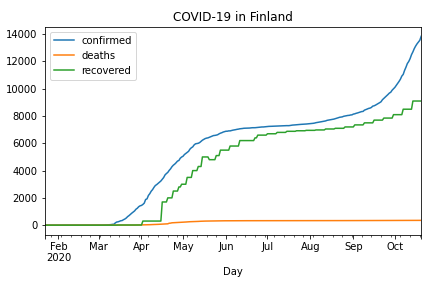 COVID-19 in Finland
confirmed
deaths
recovered
14000
12000
10000
8000
6000
4000
2000
0
Feb Mar Apr May Jun Jul Aug Sep Oct
2020
Day